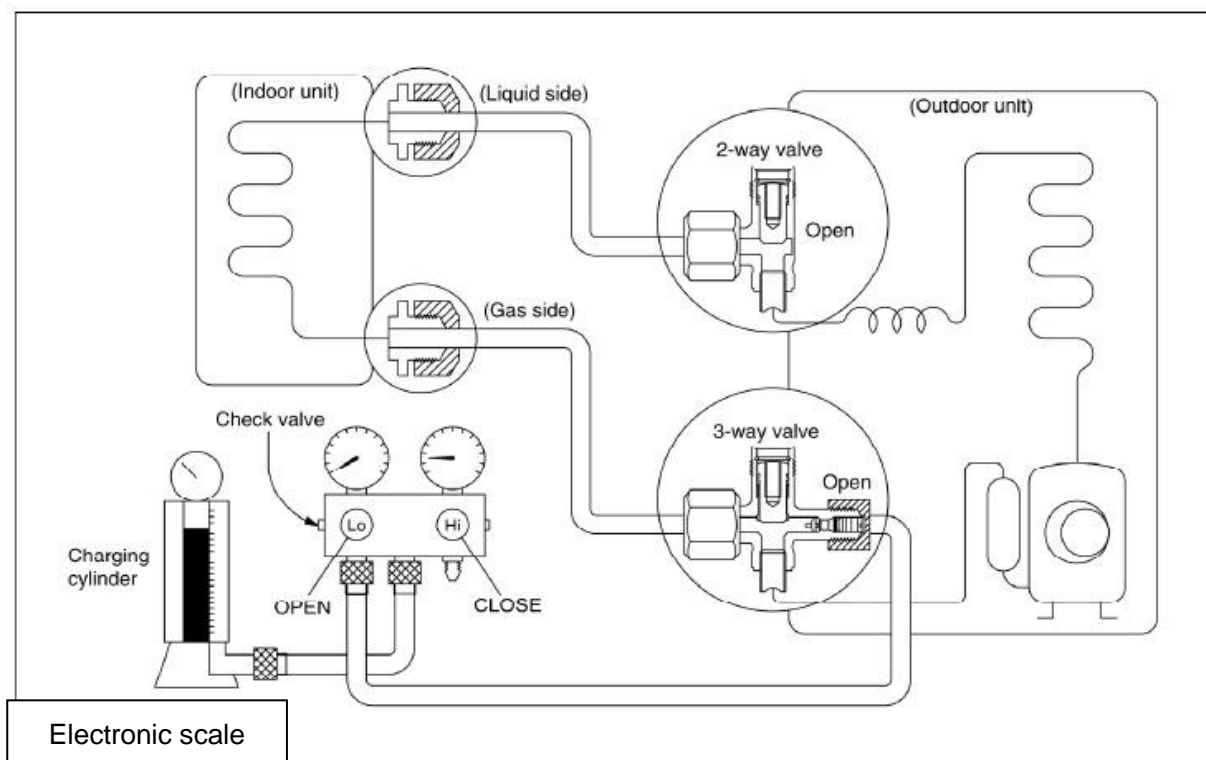 (Indoor unit)
(Liquid side)
(Outdoor unit)
2-way valve
Open
(Gas side)
3-way valve
Open
Check valve
Lo
Hi
Charging
cylinder
OPEN
CLOSE
Electronic scale